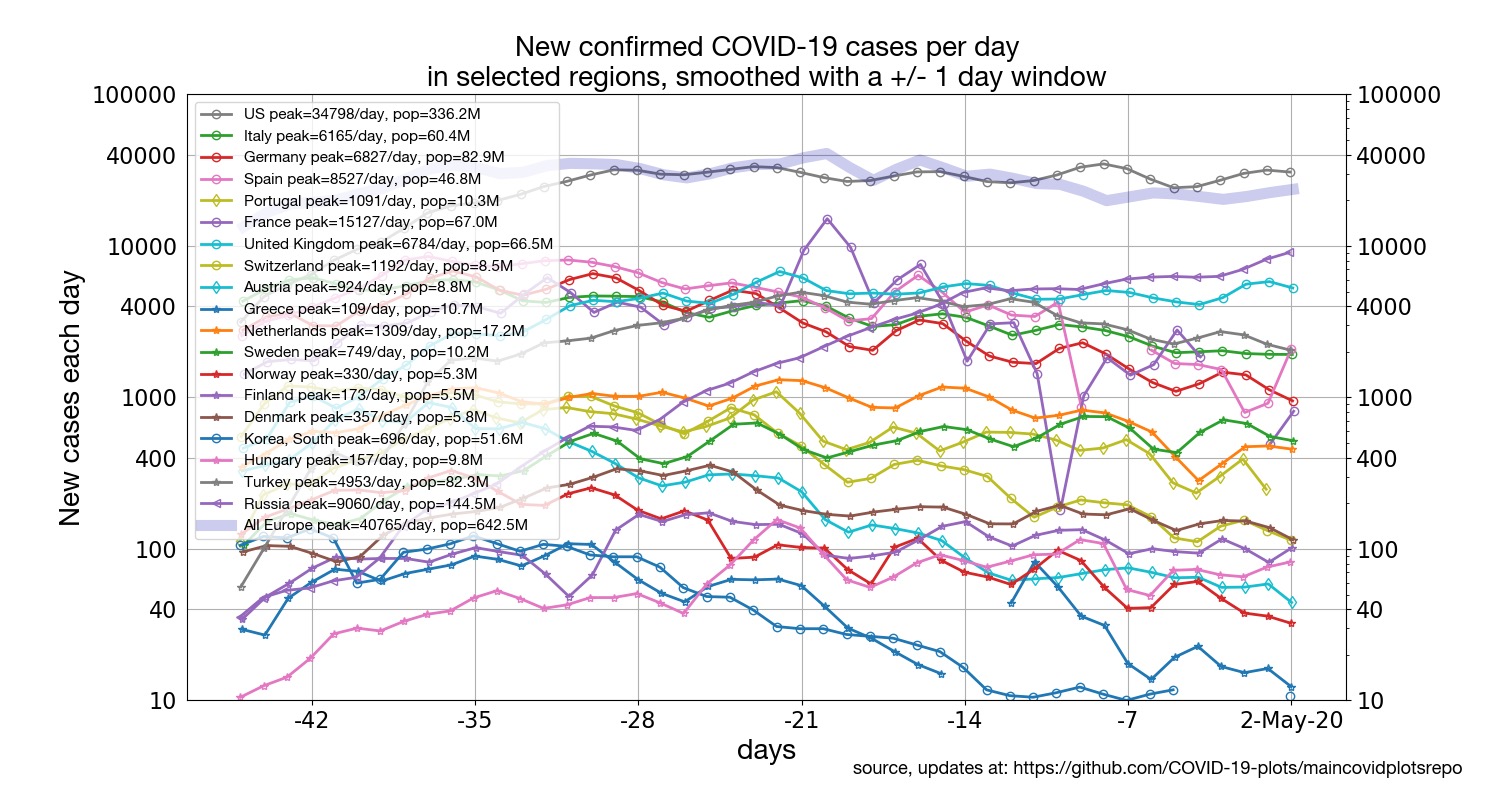 New confirmed COVID-19 cases per day
in selected regions, smoothed with a +/- 1 day window
New cases each day
100000
40000
10000
4000
1000
400
100
40
10
US peak=34798/day, pop=336.2M
Italy peak=6165/day, pop=60.4M
Germany peak=6827/day, pop=82.9M
Spain peak=8527/day, pop=46.8M
Portugal peak=1091/day, pop=10.3M
France peak=15127/day, pop=67.0M
United Kingdom peak=6784/day, pop=66.5M
Switzerland peak=1192/day, pop=8.5M
Austria peak=924/day, pop=8.8M
Greece peak=109/day, pop=10.7M
Netherlands peak=1309/day, pop=17.2M
Sweden peak=749/day, pop=10.2M
Norway peak=330/day, pop=5.3M
Finland peak=173/day, pop=5.5M
Denmark peak=357/day, pop=5.8M
Korea, South peak=696/day, pop=51.6M
Hungary peak=157/day, pop=9.8M
Turkey peak=4953/day, pop=82.3M
Russia peak=9060/day, pop=144.5M
All Europe peak=40765/day, pop=642.5M
100000
40000
10000
4000
1000
400
100
40
10
-42 -35 -28 -21 -14 -7 2-May-20
days
source, updates at: https://github.com/COVID-19-plots/maincovidplotsrepo